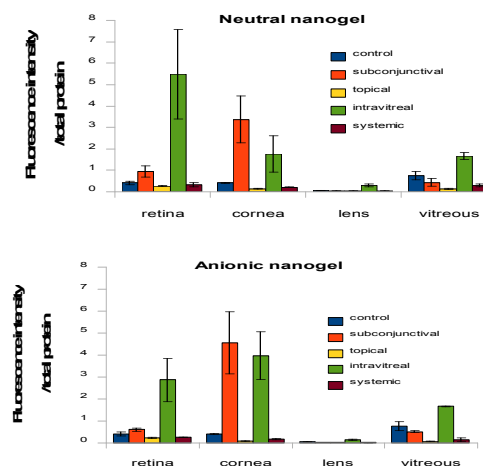 Neutral nanogel
Fluorescence intensity
/total protein
8
7
6
5
4
3
2
1
0
control
subconjunctival
topical
intravitreal
systemic
retina cornea lens vitreous
Anionic nanogel
Fluorescence intensity
/total protein
8
7
6
5
4
3
2
1
0
control
subconjunctival
topical
intravitreal
systemic
retina cornea lens vitreous